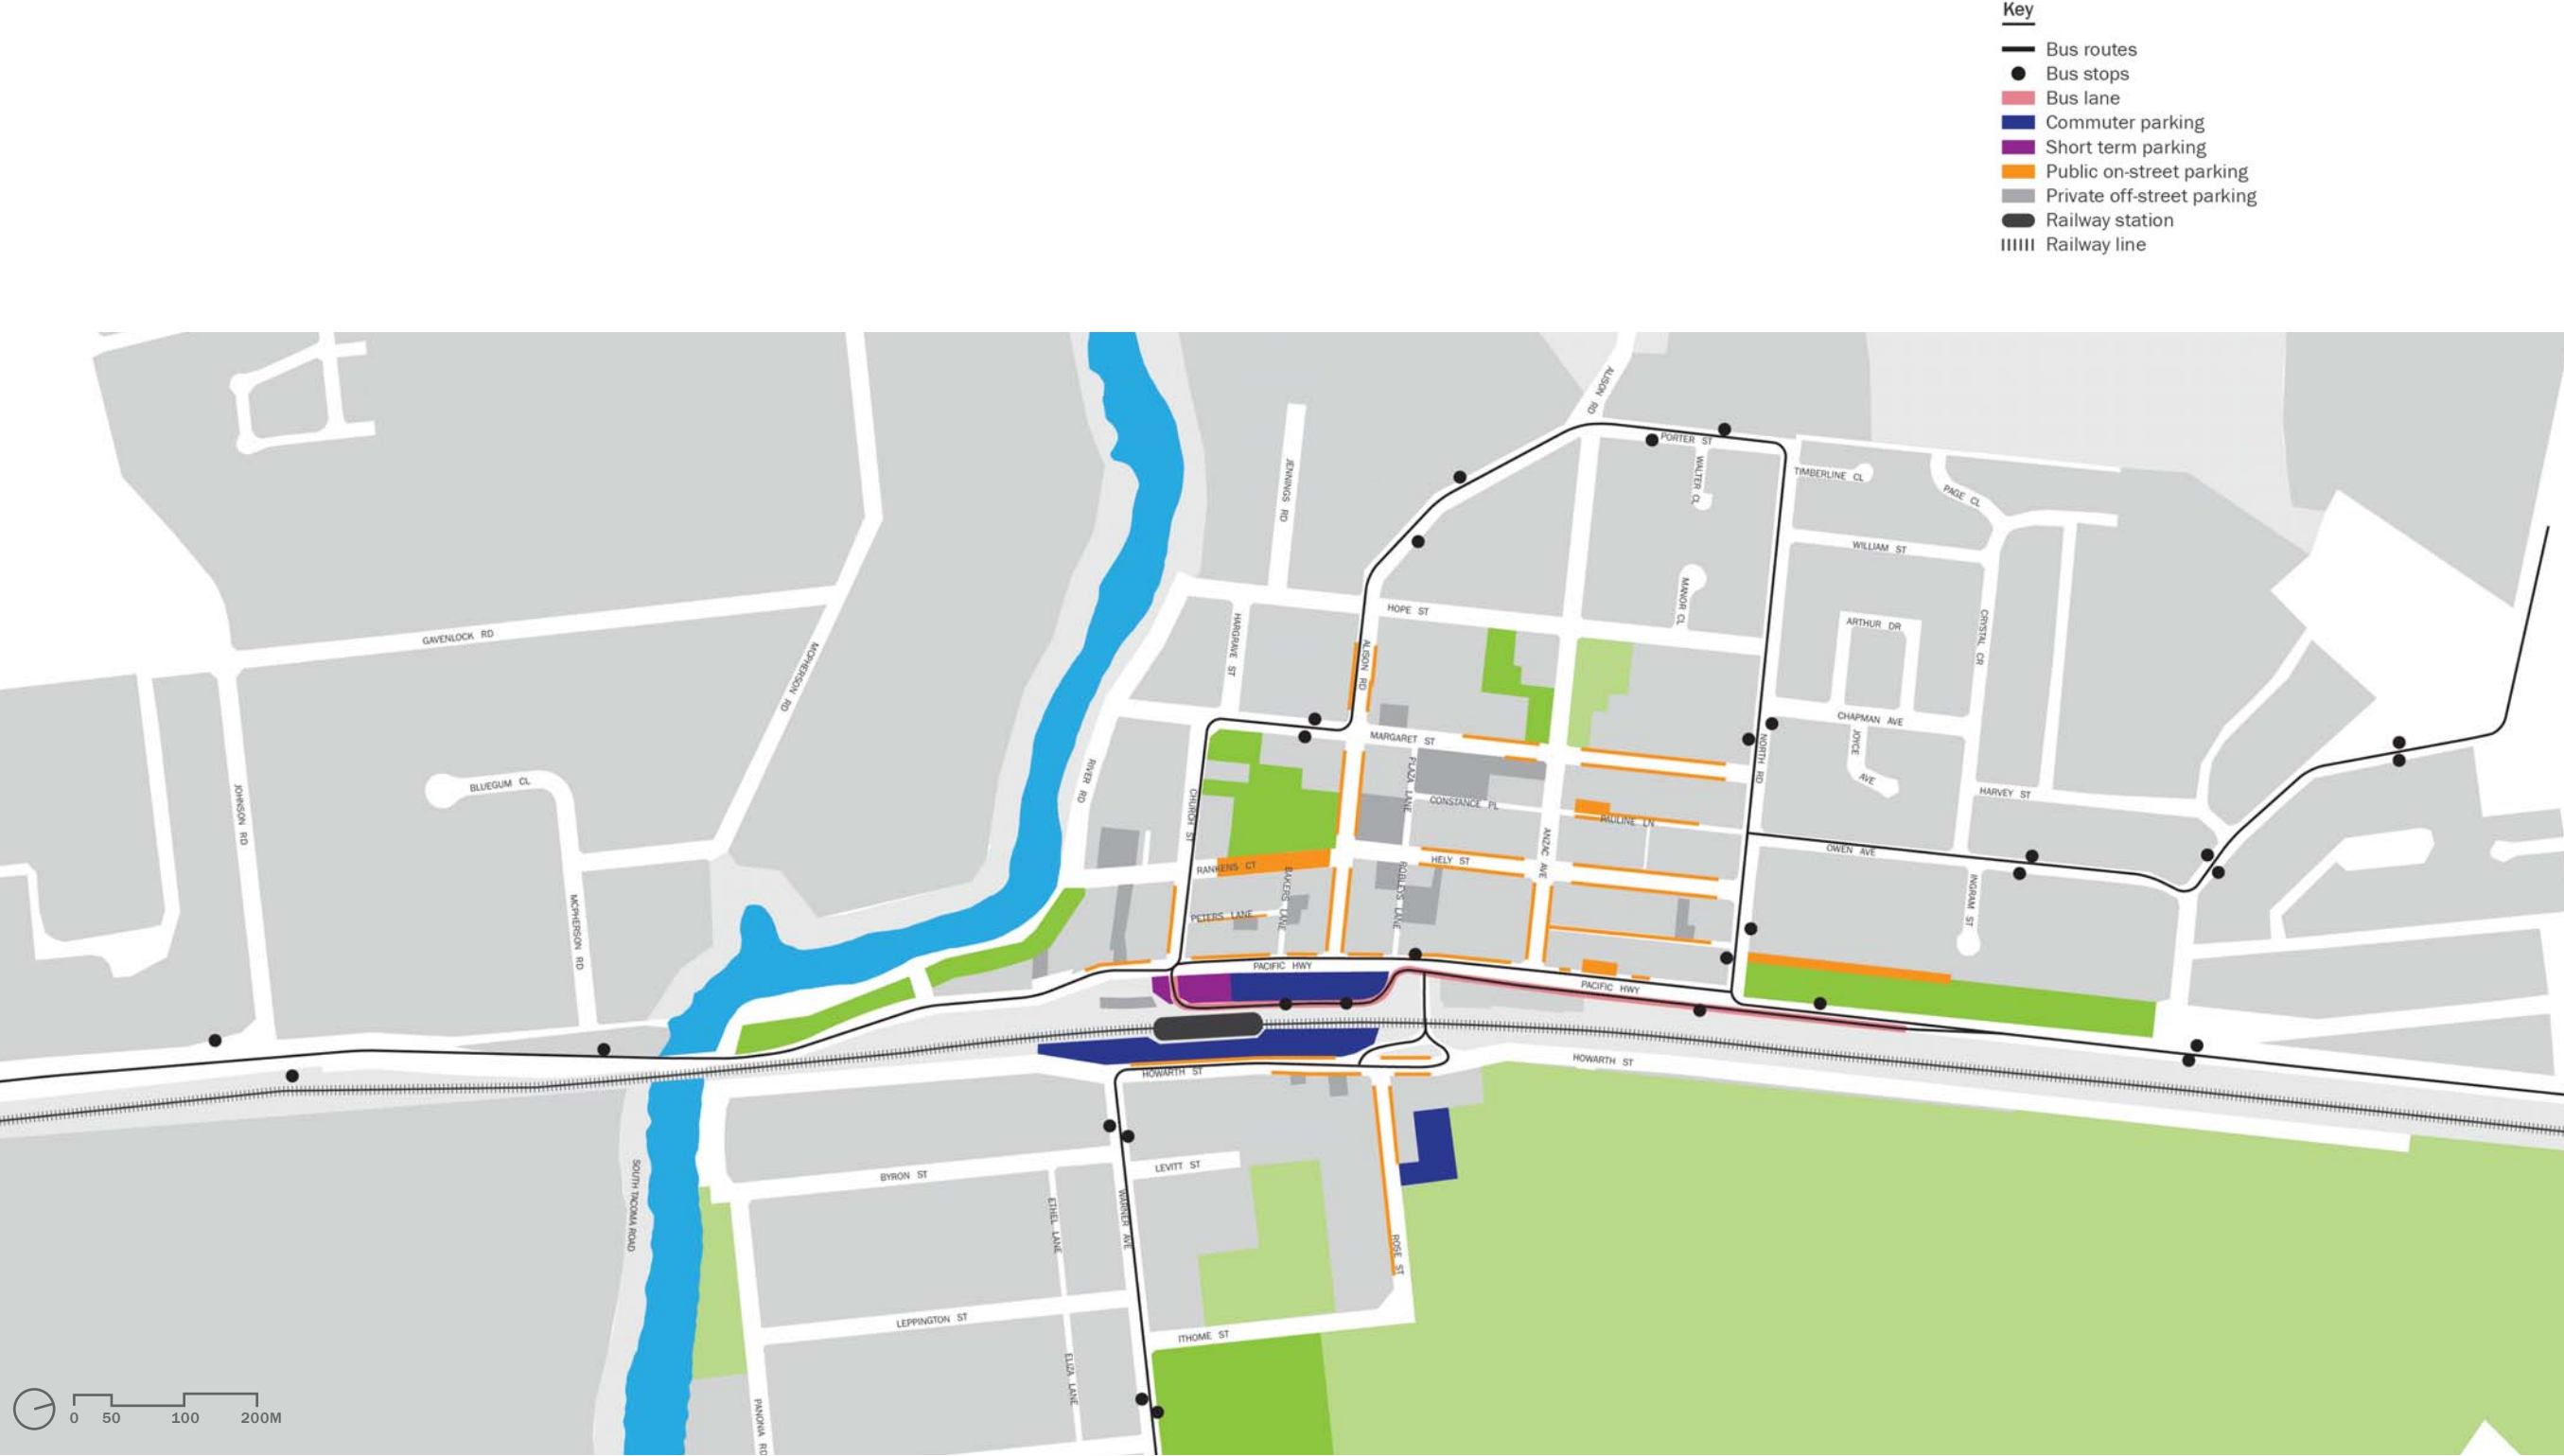 Key
Bus routes
Bus stops
Bus lane
Commuter parking
Short term parking
Public on-street parking
Private off-street parking
Railway station
Railway line
ALISON RD
PORTER ST
WALTER CL
TIMBERLINE CL
PAGE CL
JENNINGS RD
WILLIAM ST
MANOR CL
HOPE ST
ARTHUR DR
CRYSTAL CR
HARGRAVE ST
ALISON RD
GAVENLOCK RD
MCPHERSON RD
CHAPMAN AVE
JOYCE AVE
NORTH RD
MARGARET ST
PLAZA LANE
CONSTANCE PL
PAULINE LN
HARVEY ST
RIVER RD
CHURCH ST
BLUEGUM CL
JOHNSON RD
ANZAC AVE
OWEN AVE
HELY ST
RANKENS CT
BAKERS LANE
ROBLEYS LANE
INGRAM ST
PETERS LANE
MCPHERSON RD
PACIFIC HWY
PACIFIC HWY
HOWARTH ST
HOWARTH ST
BYRON ST
LEVITT ST
SOUTH TACOMA ROAD
ETHEL LANE
WARNER AVE
ROSE ST
LEPPINGTON ST
ITHOME ST
ELIZA LANE
PANONIA RD
0 50 100 200M